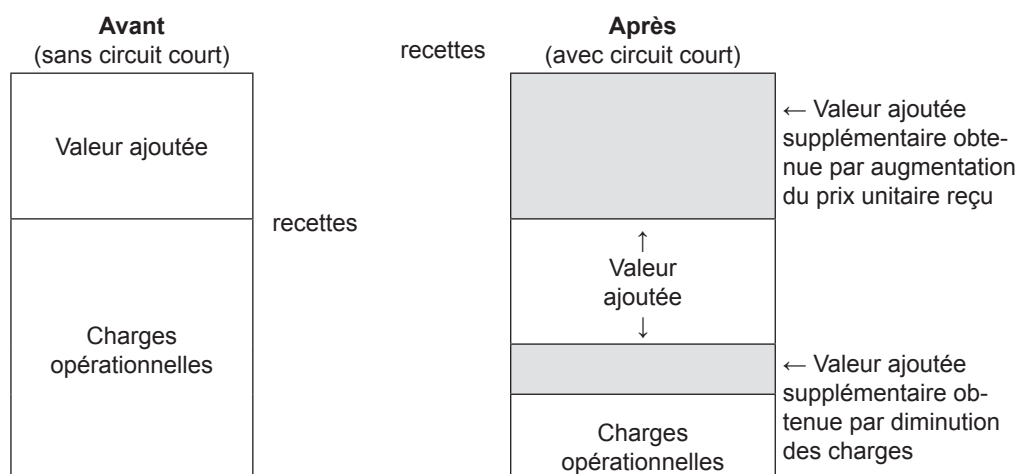 Avant
(sans circuit court)
recettes
Après
(avec circuit court)
Valeur ajoutée
← Valeur ajoutée
supplémentaire obte-
nue par augmentation
du prix unitaire reçu
recettes
↑
Valeur
ajoutée
↓
Charges
opérationnelles
← Valeur ajoutée
supplémentaire ob-
tenue par diminution
des charges
Charges
opérationnelles